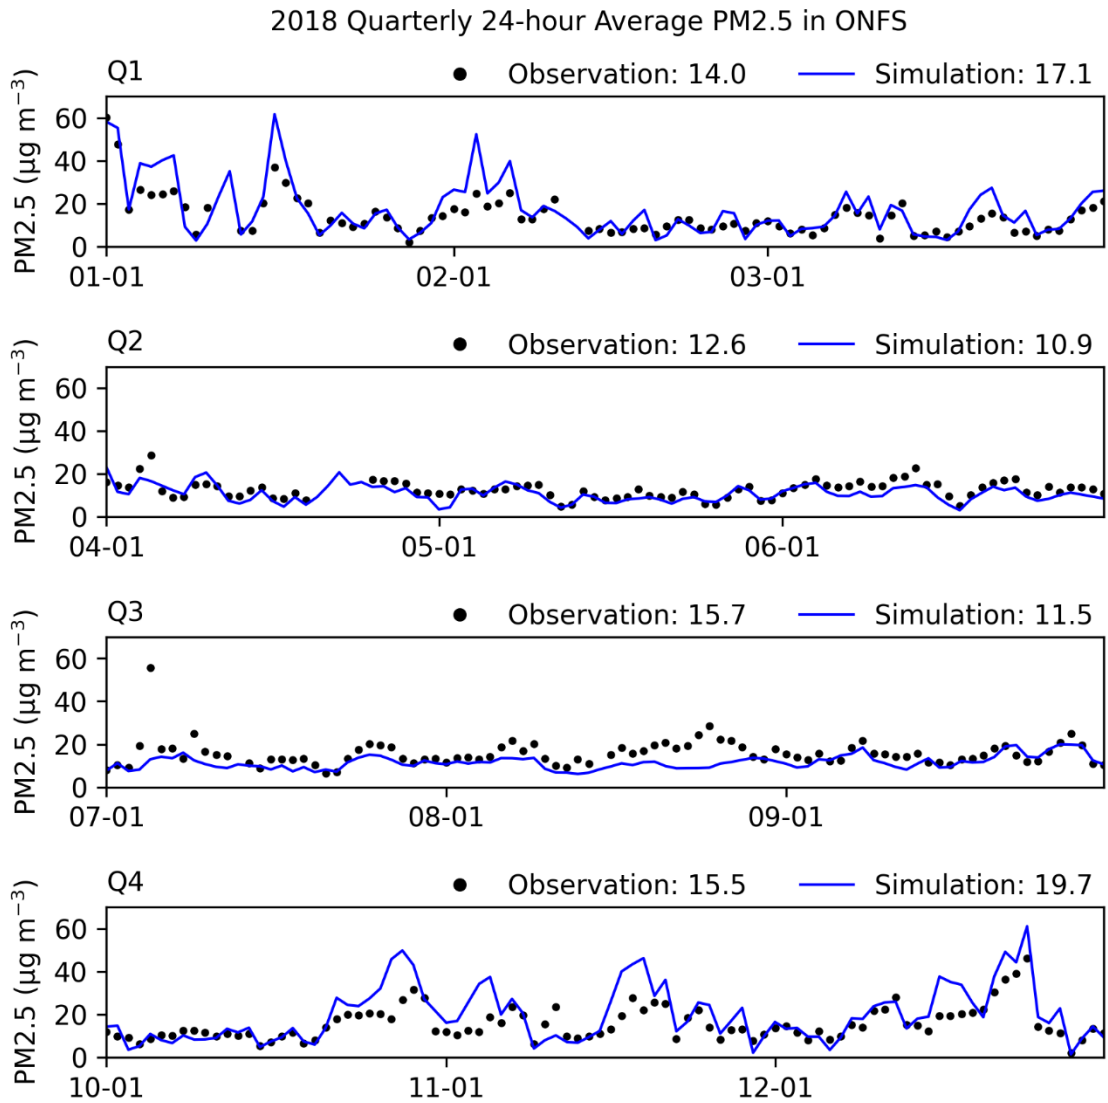 2018 Quarterly 24-hour Average PM2.5 in ONFS
Q1 Observation: 14.0 Simulation: 17.1
PM2.5 (μg m⁻³)
60
40
20
0
01-01 02-01 03-01
Q2 Observation: 12.6 Simulation: 10.9
PM2.5 (μg m⁻³)
60
40
20
0
04-01 05-01 06-01
Q3 Observation: 15.7 Simulation: 11.5
PM2.5 (μg m⁻³)
60
40
20
0
07-01 08-01 09-01
Q4 Observation: 15.5 Simulation: 19.7
PM2.5 (μg m⁻³)
60
40
20
0
10-01 11-01 12-01